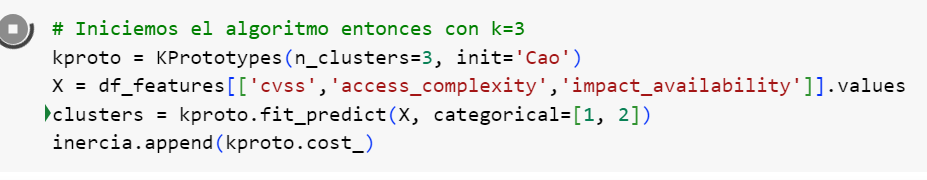 # Iniciemos el algoritmo entonces con k=3
kproto = KPrototypes(n_clusters=3, init='Cao')
X = df_features[['cvss','access_complexity','impact_availability']].values
clusters = kproto.fit_predict(X, categorical=[1, 2])
inercia.append(kproto.cost_)